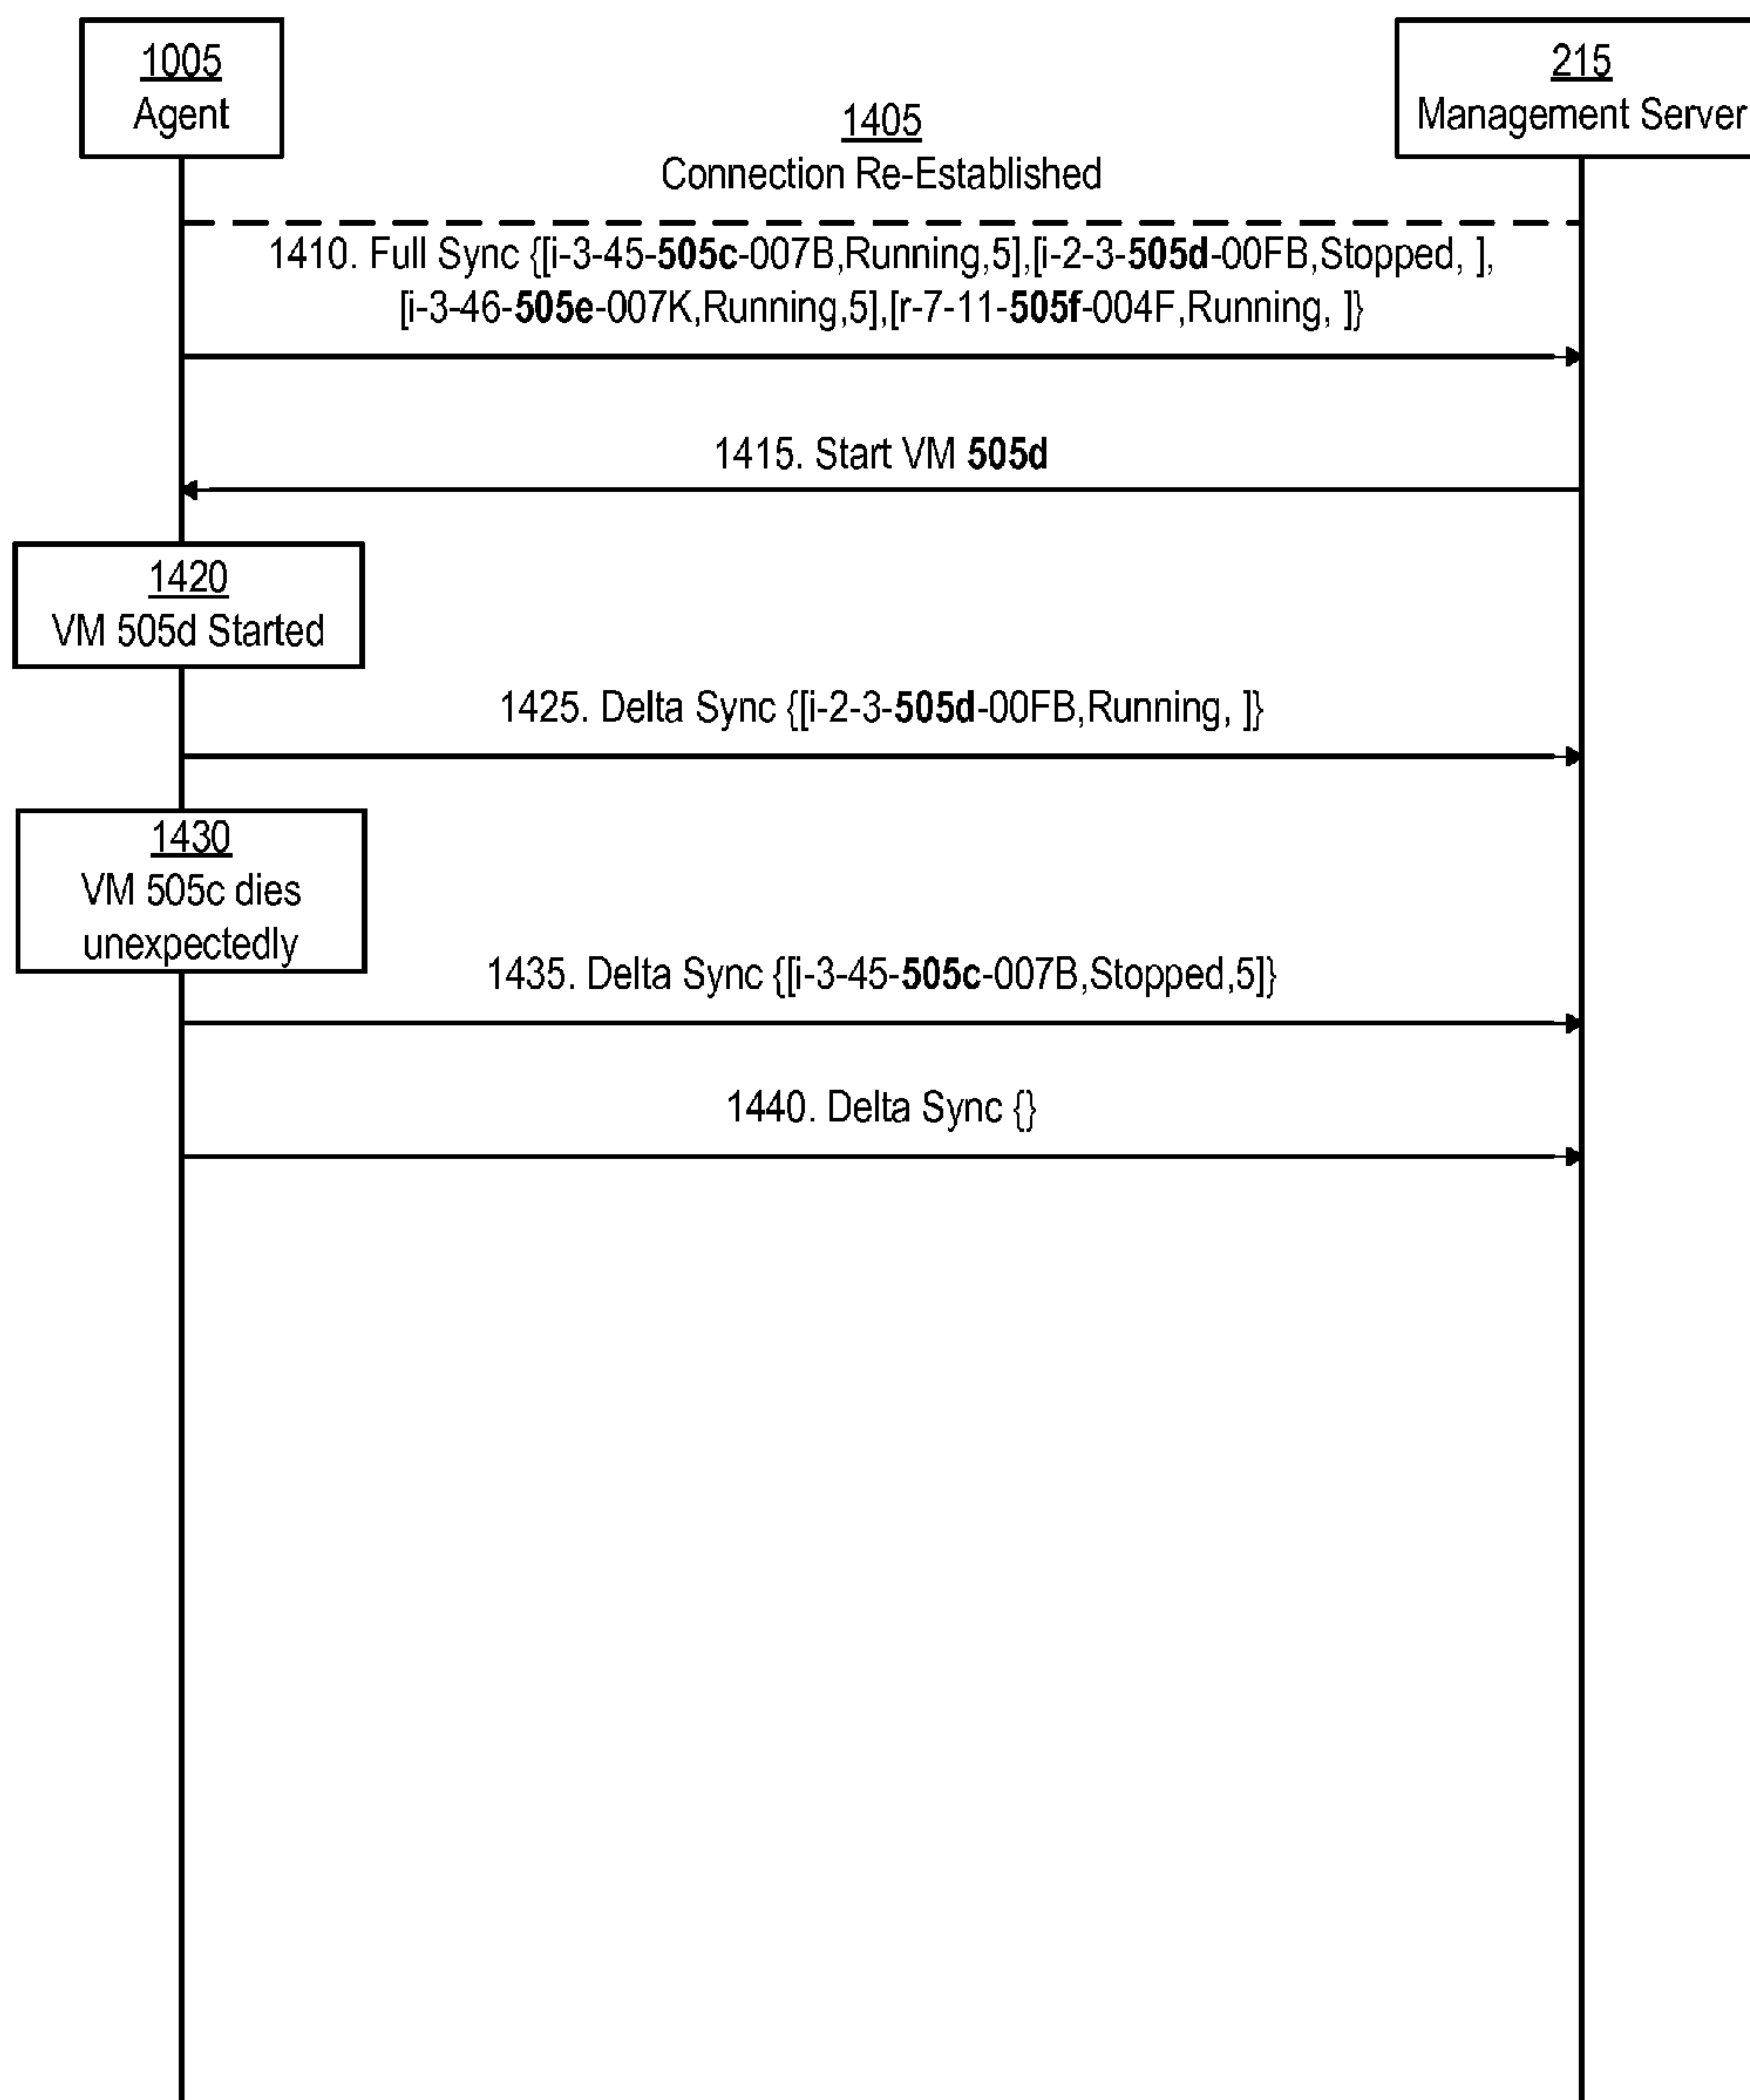 1005
Agent
215
Management Server
1405
Connection Re-Established
1410. Full Sync {[i-3-45-505c-007B,Running,5],[i-2-3-505d-00FB,Stopped, ],
[i-3-46-505e-007K,Running,5],[r-7-11-505f-004F,Running, ]}
1415. Start VM 505d
1420
VM 505d Started
1425. Delta Sync {[i-2-3-505d-00FB,Running, ]}
1430
VM 505c dies
unexpectedly
1435. Delta Sync {[i-3-45-505c-007B,Stopped,5]}
1440. Delta Sync {}